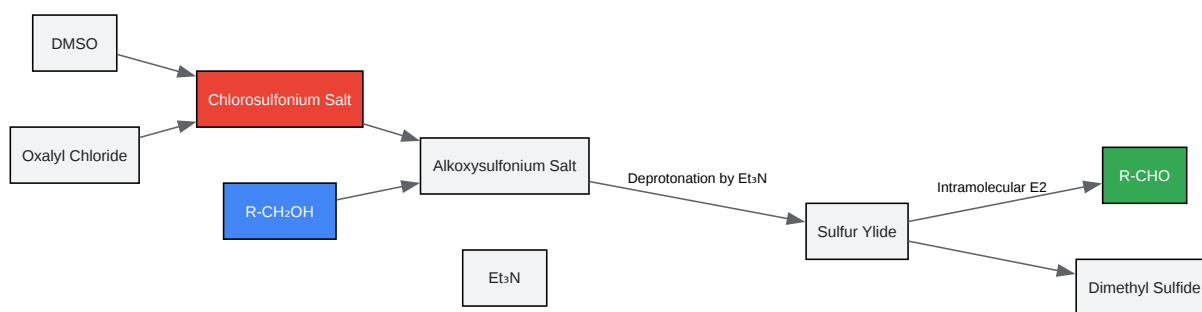 DMSO
Oxalyl Chloride
Chlorosulfonium Salt
R-CH₂OH
Alkoxysulfonium Salt
Et₃N
Deprotonation by Et₃N
Sulfur Ylide
Intramolecular E2
R-CHO
Dimethyl Sulfide